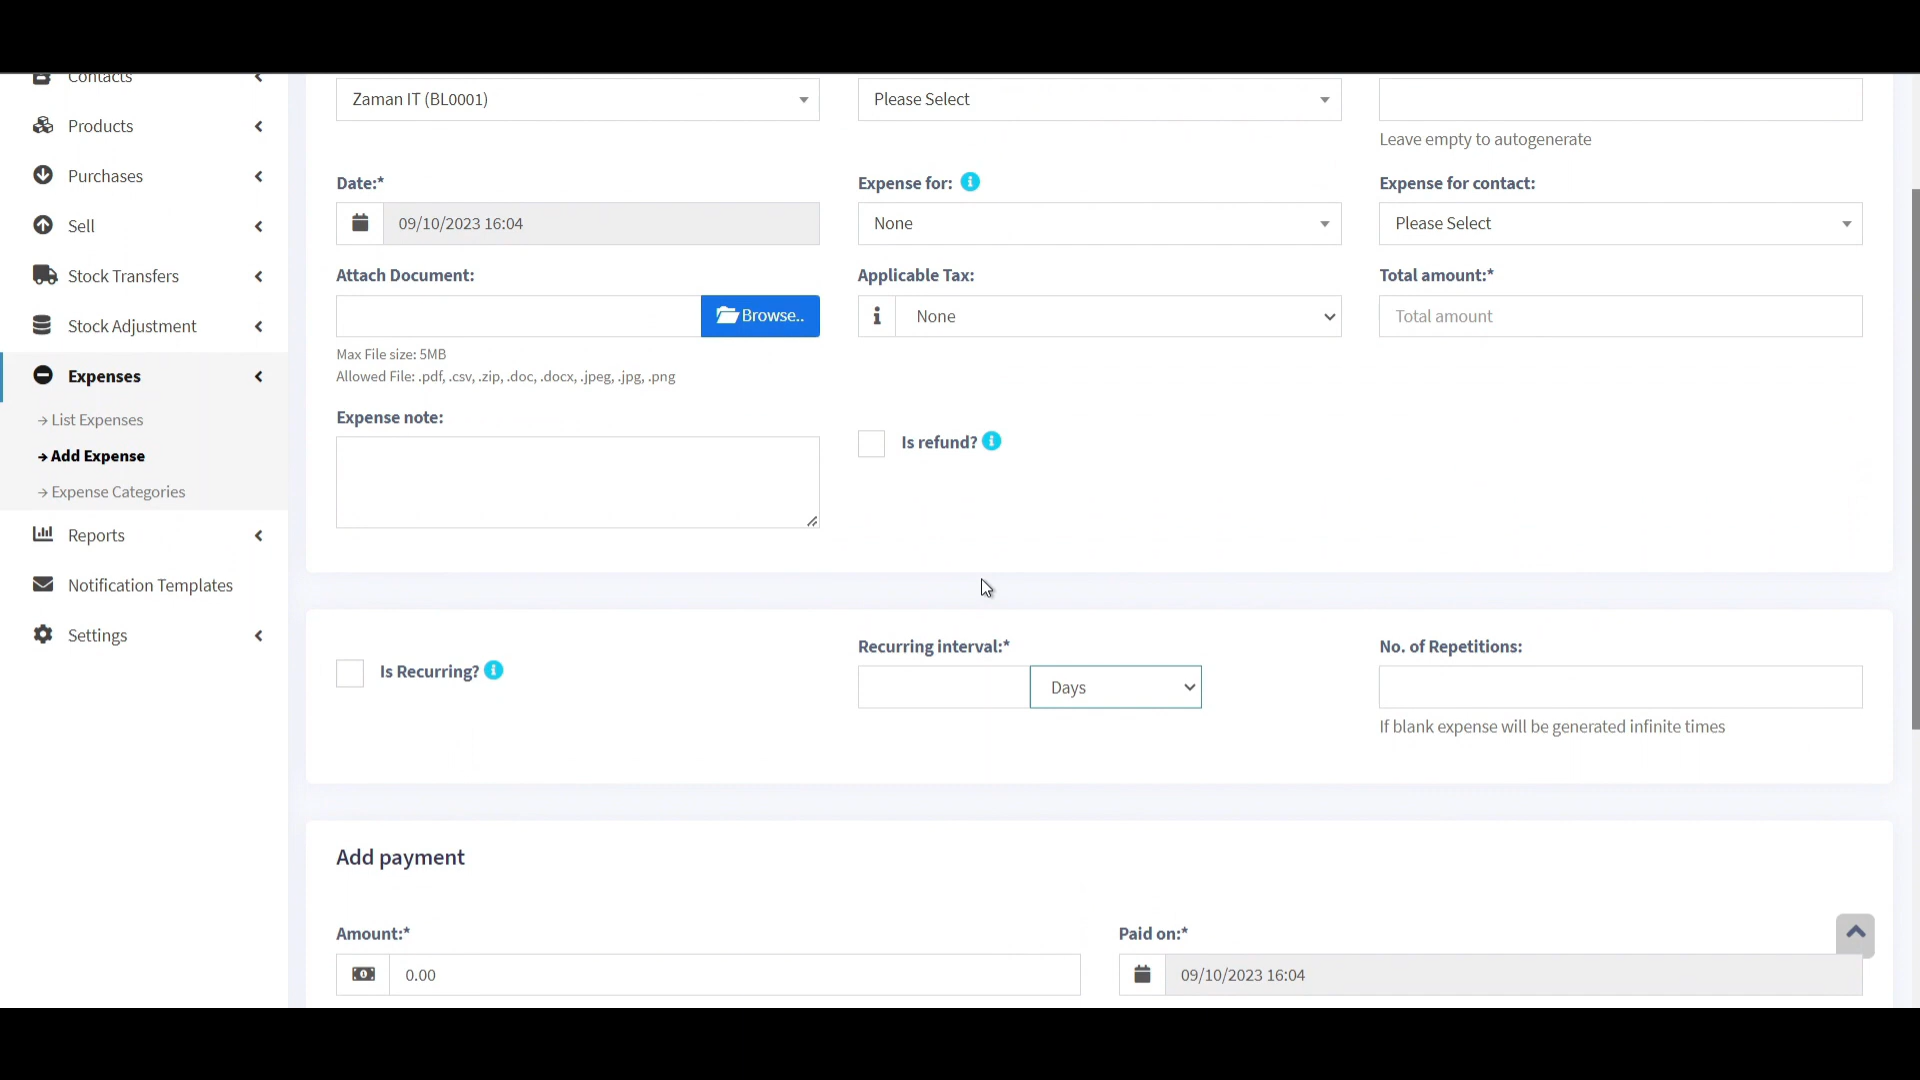 Contacts
Products
Purchases
Sell
Stock Transfers
Stock Adjustment
Expenses
→ List Expenses
→ Add Expense
→ Expense Categories
Reports
Notification Templates
Settings
Zaman IT (BL0001)
Please Select
Leave empty to autogenerate
Date:*
Expense for:
Expense for contact:
09/10/2023 16:04
None
Please Select
Attach Document:
Applicable Tax:
Total amount:*
Browse..
None
Total amount
Max File size: 5MB
Allowed File: .pdf, .csv, .zip, .doc, .docx, .jpeg, .jpg, .png
Expense note:
Is refund?
Is Recurring?
Recurring interval:*
Days
No. of Repetitions:
If blank expense will be generated infinite times
Add payment
Amount:*
Paid on:*
0.00
09/10/2023 16:04